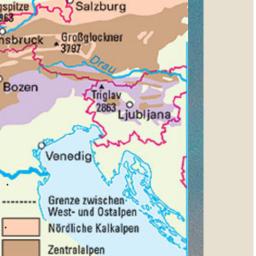 gspitze
Salzburg
nsbruck
Großglockner
3797
Drau
Bozen
Triglav
2863
Ljubljana
Venedig
Grenze zwischen
West- und Ostalpen
Nördliche Kalkalpen
Zentralalpen